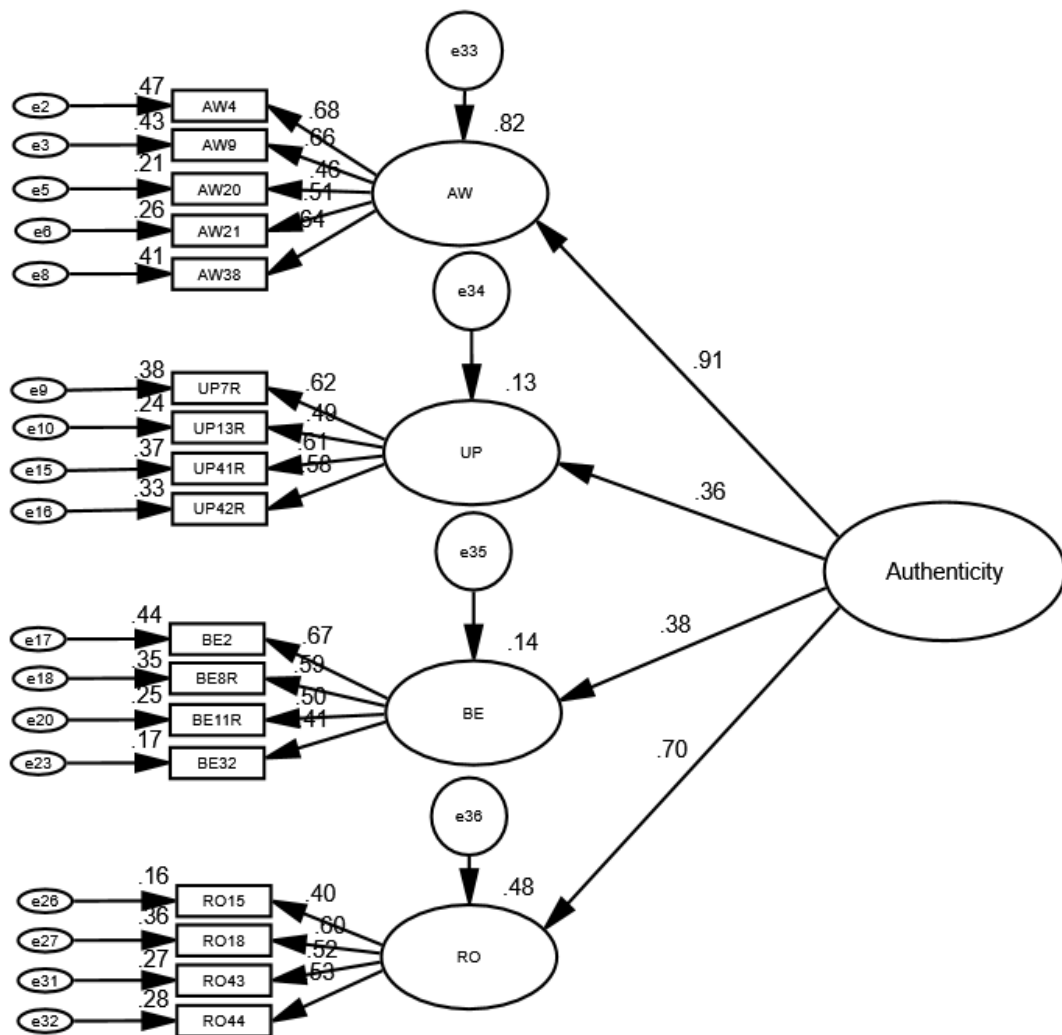 e33
.82
AW
e2
.47
AW4
.68
e3
.43
AW9
.66
e5
.21
AW20
.46
e6
.26
AW21
.51
e8
.41
AW38
.64
e34
.13
UP
e9
.38
UP7R
.62
e10
.24
UP13R
.49
e15
.37
UP41R
.61
e16
.33
UP42R
.58
e35
.14
BE
e17
.44
BE2
.67
e18
.35
BE8R
.59
e20
.25
BE11R
.50
e23
.17
BE32
.41
e36
.48
RO
e26
.16
RO15
.40
e27
.36
RO18
.60
e31
.27
RO43
.52
e32
.28
RO44
.53
.91
.36
.38
.70
Authenticity